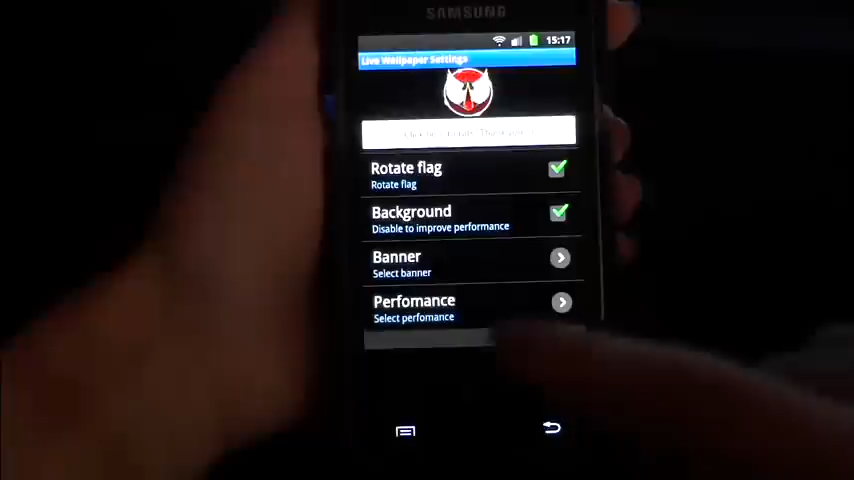 SAMSUNG
15:17
Live Wallpaper Settings
Rotate flag
Rotate flag
Background
Disable to improve performance
Banner
Select banner
Perfomance
Select perfomance